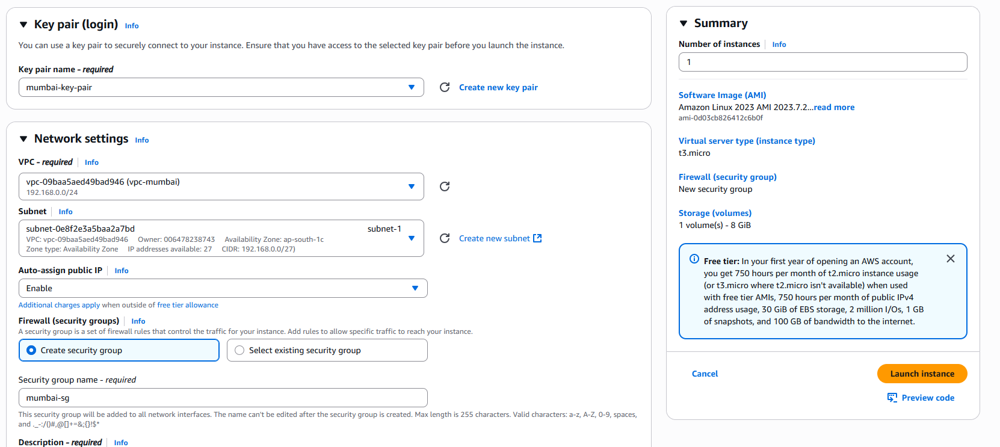 Key pair (login) Info
You can use a key pair to securely connect to your instance. Ensure that you have access to the selected key pair before you launch the instance.
Key pair name - required
mumbai-key-pair
Create new key pair
Network settings Info
VPC - required Info
vpc-09baa5aed49bad946 (vpc-mumbai)
192.168.0.0/24
Subnet Info
subnet-0e8f2e3a5baa2a7bd subnet-1
VPC: vpc-09baa5aed49bad946 Owner: 006478238743 Availability Zone: ap-south-1c
Zone type: Availability Zone IP addresses available: 27 CIDR: 192.168.0.0/27)
Create new subnet
Auto-assign public IP Info
Enable
Additional charges apply when outside of free tier allowance
Firewall (security groups) Info
A security group is a set of firewall rules that control the traffic for your instance. Add rules to allow specific traffic to reach your instance.
Create security group
Select existing security group
Security group name - required
mumbai-sg
This security group will be added to all network interfaces. The name can't be edited after the security group is created. Max length is 255 characters. Valid characters: a-z, A-Z, 0-9, spaces,
and ._-:/()#,@[]+=&;{}!$*
Description - required Info
Summary
Number of instances Info
1
Software Image (AMI)
Amazon Linux 2023 AMI 2023.7.2...read more
ami-0d03cb826412c6b0f
Virtual server type (instance type)
t3.micro
Firewall (security group)
New security group
Storage (volumes)
1 volume(s) - 8 GiB
Free tier: In your first year of opening an AWS account,
you get 750 hours per month of t2.micro instance usage
(or t3.micro where t2.micro isn't available) when used
with free tier AMIs, 750 hours per month of public IPv4
address usage, 30 GiB of EBS storage, 2 million I/Os, 1 GB
of snapshots, and 100 GB of bandwidth to the internet.
Cancel
Launch instance
Preview code